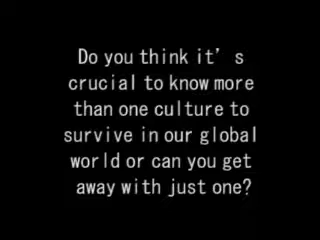 Do you think it’s
crucial to know more
than one culture to
survive in our global
world or can you get
away with just one?